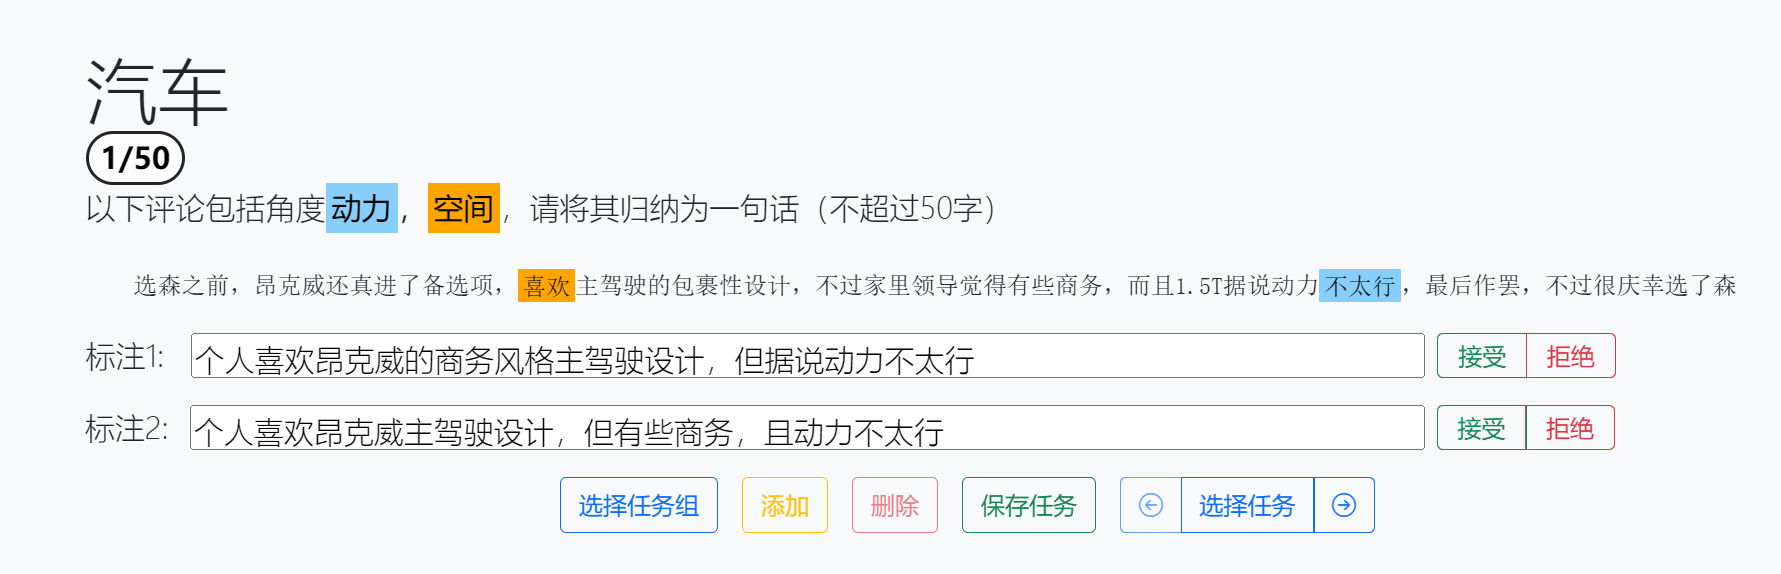 汽车
1/50
以下评论包括角度动力，空间，请将其归纳为一句话（不超过50字）
选森之前，昂克威还真进了备选项，喜欢主驾驶的包裹性设计，不过家里领导觉得有些商务，而且1.5T据说动力不太行，最后作罢，不过很庆幸选了森
标注1: 个人喜欢昂克威的商务风格主驾驶设计，但据说动力不太行 接受 拒绝
标注2: 个人喜欢昂克威主驾驶设计，但有些商务，且动力不太行 接受 拒绝
选择任务组 添加 删除 保存任务 选择任务